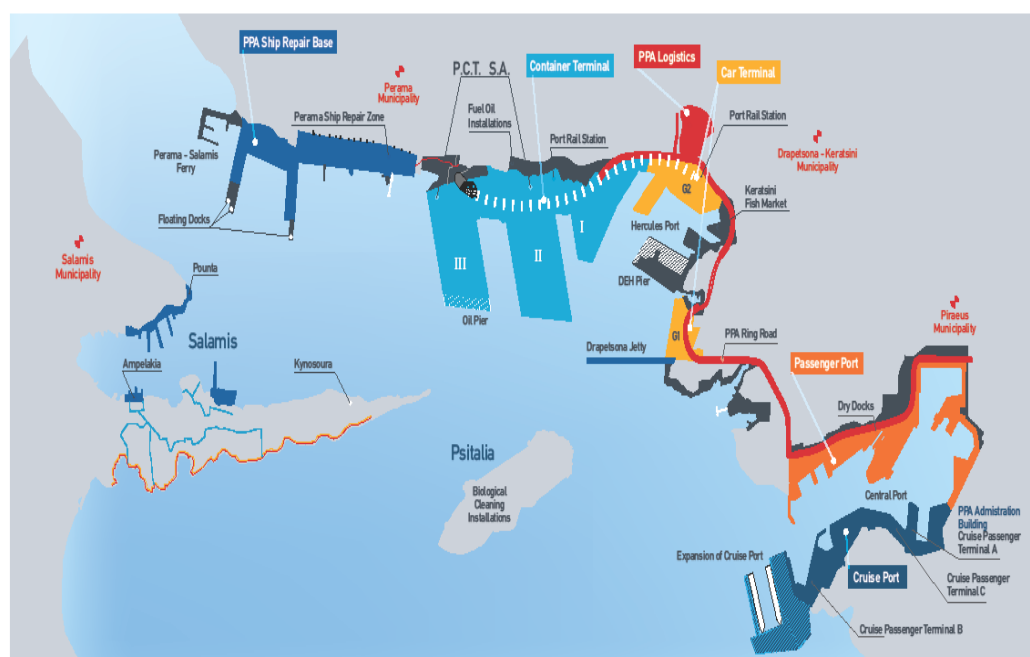 PPA Ship Repair Base
Perama
Municipality
P.C.T. S.A.
Container Terminal
PPA Logistics
Car Terminal
Perama Ship Repair Zone
Fuel Oil
Installations
Port Rail Station
Port Rail Station
Perama - Salamis
Ferry
Drapetsona - Keratsini
Municipality
G2
Keratsini
Fish Market
Floating Docks
Hercules Port
I
II
III
Salamis
Municipality
Pounta
DEH Pier
Oil Pier
Piraeus
Municipality
G1
PPA Ring Road
Salamis
Drapetsona Jetty
Ampelakia
Kynosoura
Passenger Port
Dry Docks
Psitalia
Biological
Cleaning
Installations
Central Port
PPA Admistration
Building
Cruise Passenger
Terminal A
Expansion of Cruise Port
Cruise Port
Cruise Passenger
Terminal C
Cruise Passenger Terminal B